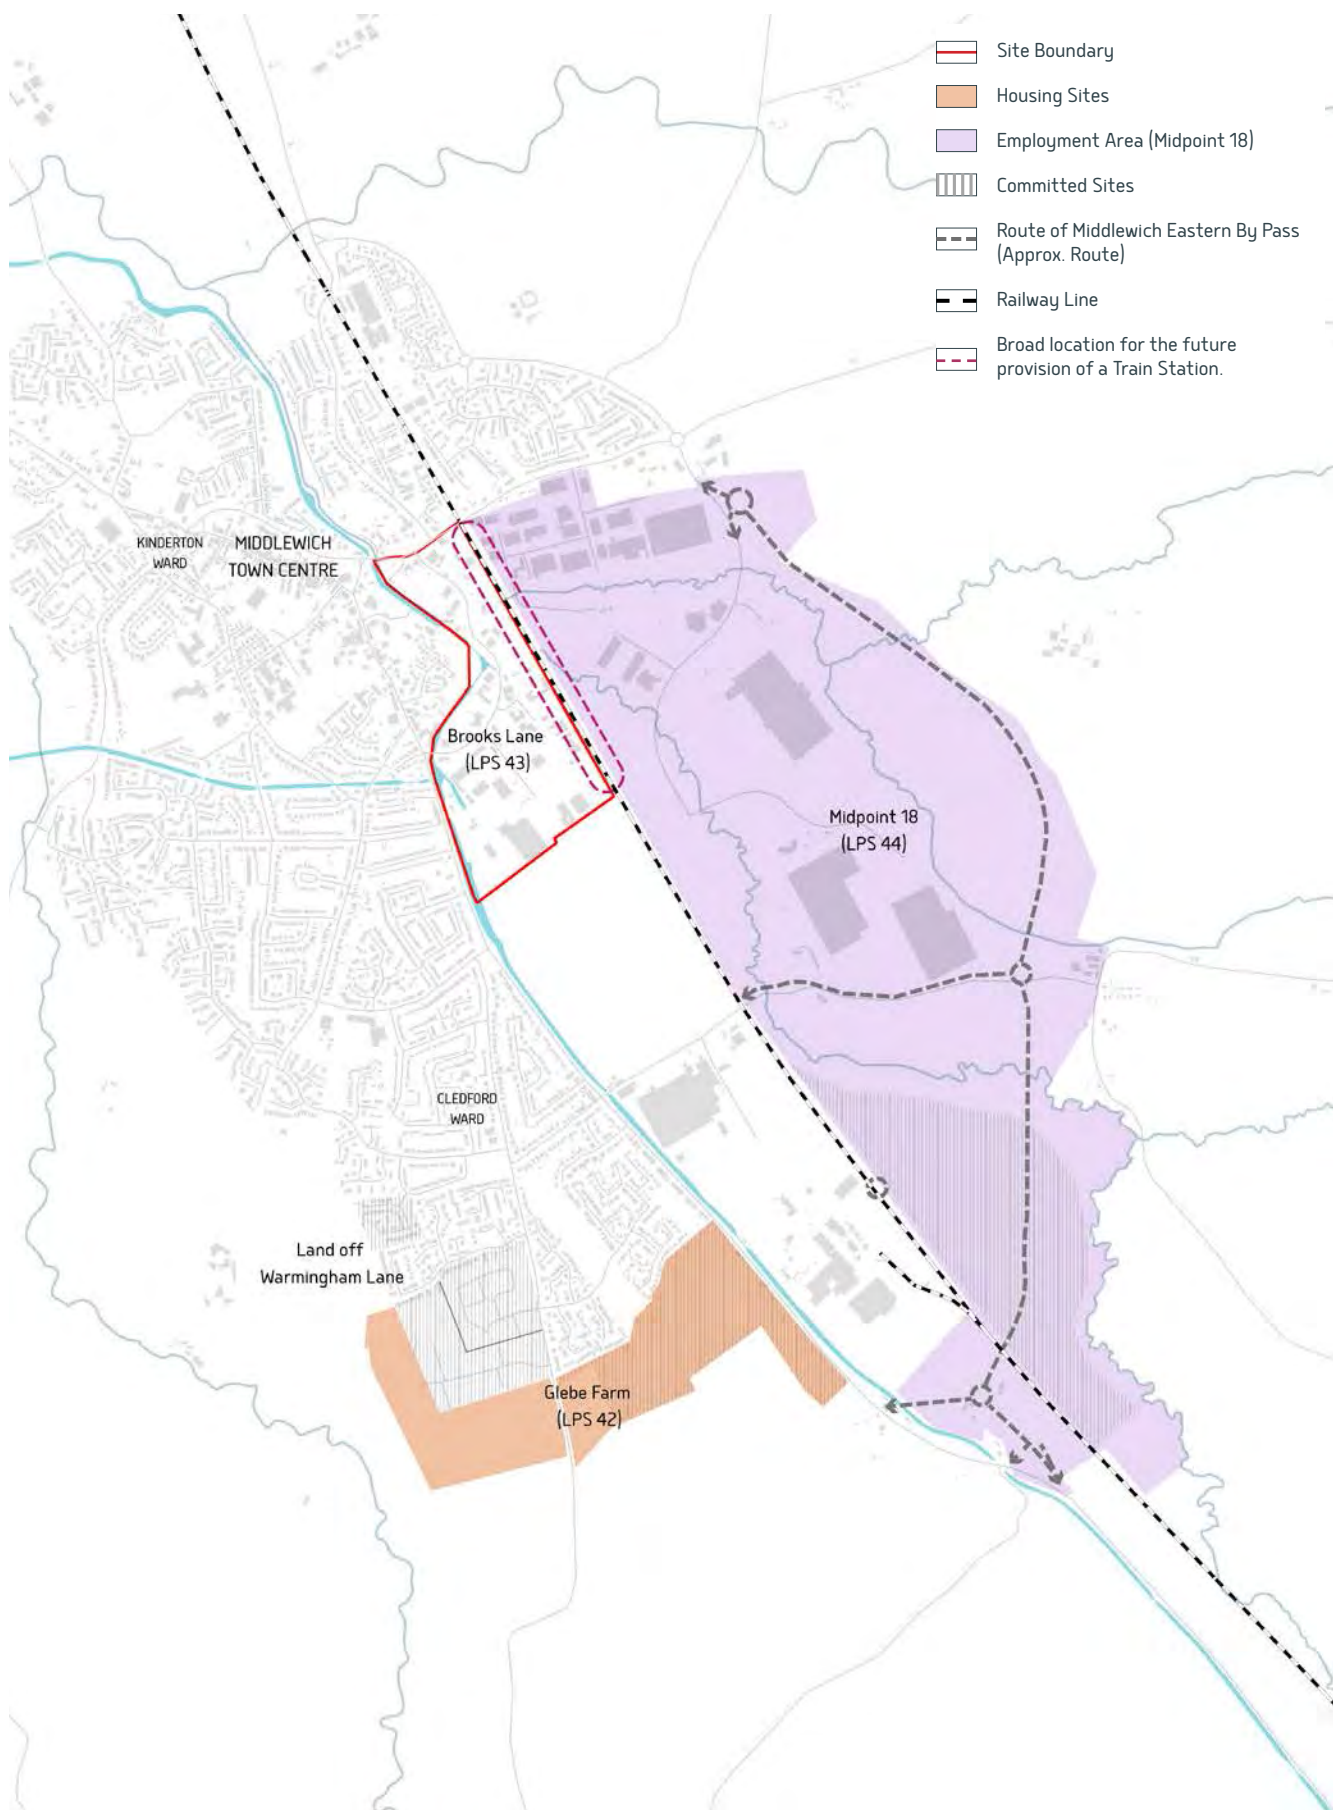 Site Boundary
Housing Sites
Employment Area (Midpoint 18)
Committed Sites
Route of Middlewich Eastern By Pass
(Approx. Route)
Railway Line
Broad location for the future
provision of a Train Station.
KINDERTON
WARD
MIDDLEWICH
TOWN CENTRE
Brooks Lane
(LPS 43)
Midpoint 18
(LPS 44)
CLEDFORD
WARD
Land off
Warmingham Lane
Glebe Farm
(LPS 42)